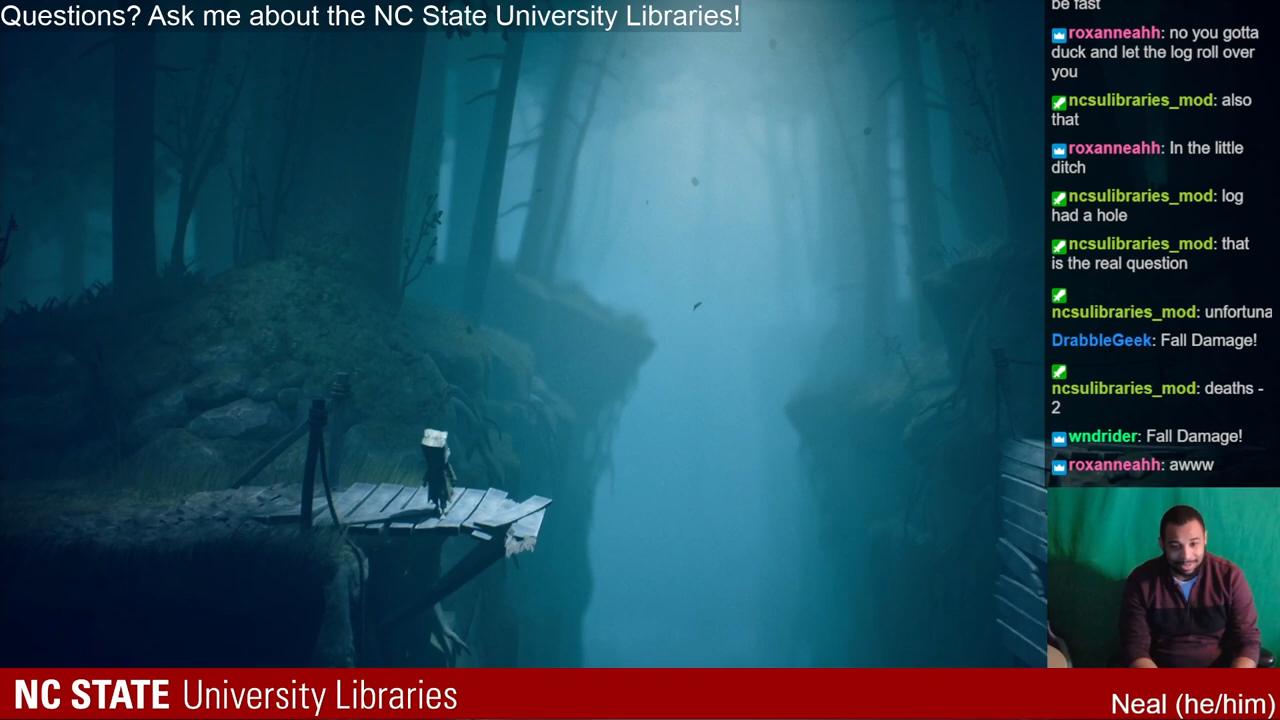 Questions? Ask me about the NC State University Libraries!
be fast
roxanneahh: no you gotta
duck and let the log roll over
you
ncsulibraries_mod: also
that
roxanneahh: In the little
ditch
ncsulibraries_mod: log
had a hole
ncsulibraries_mod: that
is the real question
ncsulibraries_mod: unfortuna
DrabbleGeek: Fall Damage!
ncsulibraries_mod: deaths -
2
wndrider: Fall Damage!
roxanneahh: awww
NC STATE University Libraries
Neal (he/him)